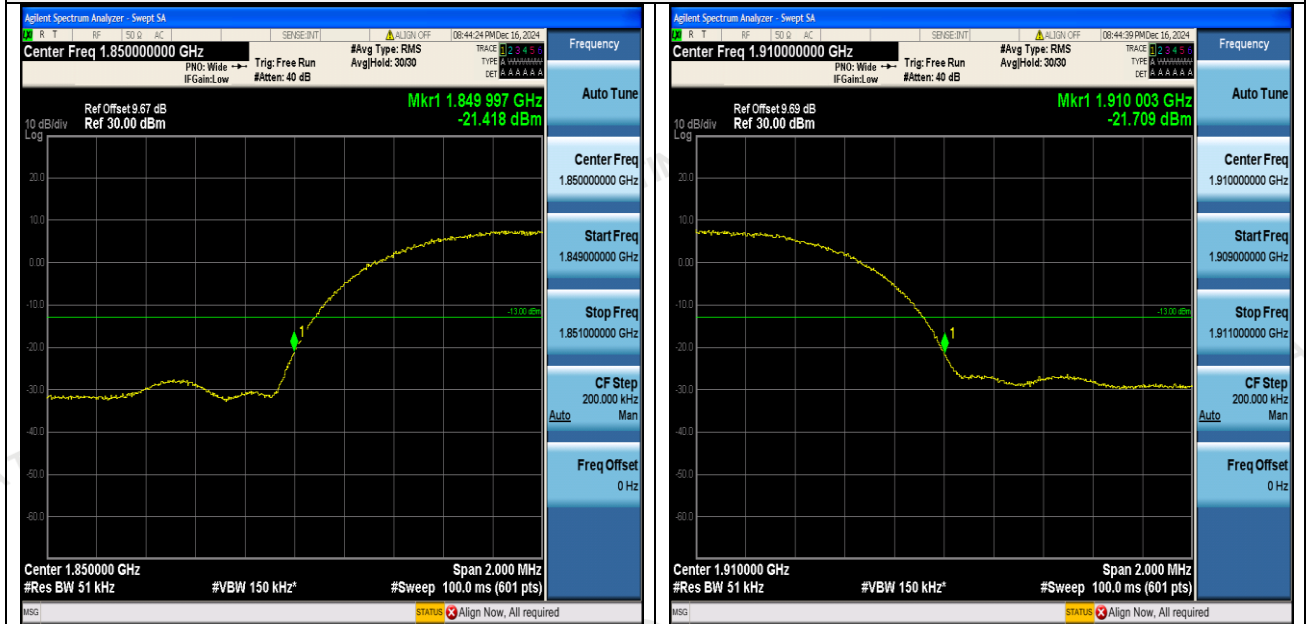 Agilent Spectrum Analyzer - Swept SA
LXI R T RF 50 Ω AC SENSE:INT ALIGN OFF 08:44:24 PM Dec 16, 2024
Center Freq 1.850000000 GHz
PNO: Wide
IFGain:Low
Trig: Free Run
#Atten: 40 dB
#Avg Type: RMS
Avg|Hold: 30/30
TRACE 1 2 3 4 5 6
TYPE A WWWWW
DET A A A A A A
Mkr1 1.849 997 GHz
-21.418 dBm
Ref Offset 9.67 dB
10 dB/div Ref 30.00 dBm
Log
20.0
10.0
0.00
-10.0
-13.00 dBm
1
-20.0
-30.0
-40.0
-50.0
-60.0
Center 1.850000 GHz Span 2.000 MHz
#Res BW 51 kHz #VBW 150 kHz* #Sweep 100.0 ms (601 pts)
MSG STATUS Align Now, All required
Frequency
Auto Tune
Center Freq
1.850000000 GHz
Start Freq
1.849000000 GHz
Stop Freq
1.851000000 GHz
CF Step
200.000 kHz
Auto Man
Freq Offset
0 Hz
Agilent Spectrum Analyzer - Swept SA
LXI R T RF 50 Ω AC SENSE:INT ALIGN OFF 08:44:39 PM Dec 16, 2024
Center Freq 1.910000000 GHz
PNO: Wide
IFGain:Low
Trig: Free Run
#Atten: 40 dB
#Avg Type: RMS
Avg|Hold: 30/30
TRACE 1 2 3 4 5 6
TYPE A WWWWW
DET A A A A A A
Mkr1 1.910 003 GHz
-21.709 dBm
Ref Offset 9.69 dB
10 dB/div Ref 30.00 dBm
Log
20.0
10.0
0.00
-10.0
-13.00 dBm
1
-20.0
-30.0
-40.0
-50.0
-60.0
Center 1.910000 GHz Span 2.000 MHz
#Res BW 51 kHz #VBW 150 kHz* #Sweep 100.0 ms (601 pts)
MSG STATUS Align Now, All required
Frequency
Auto Tune
Center Freq
1.910000000 GHz
Start Freq
1.909000000 GHz
Stop Freq
1.911000000 GHz
CF Step
200.000 kHz
Auto Man
Freq Offset
0 Hz